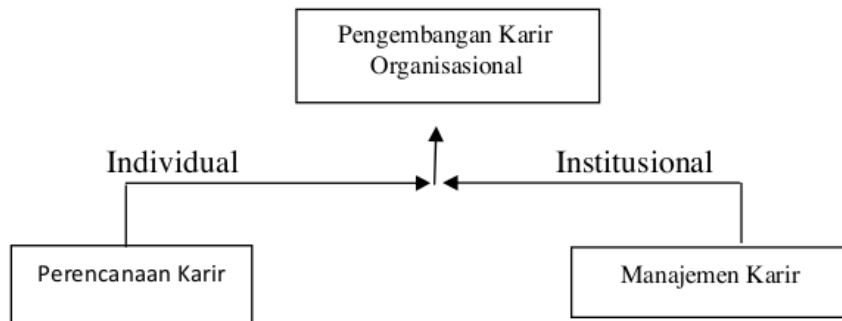 Pengembangan Karir
Organisasional
Individual
Institusional
Perencanaan Karir
Manajemen Karir